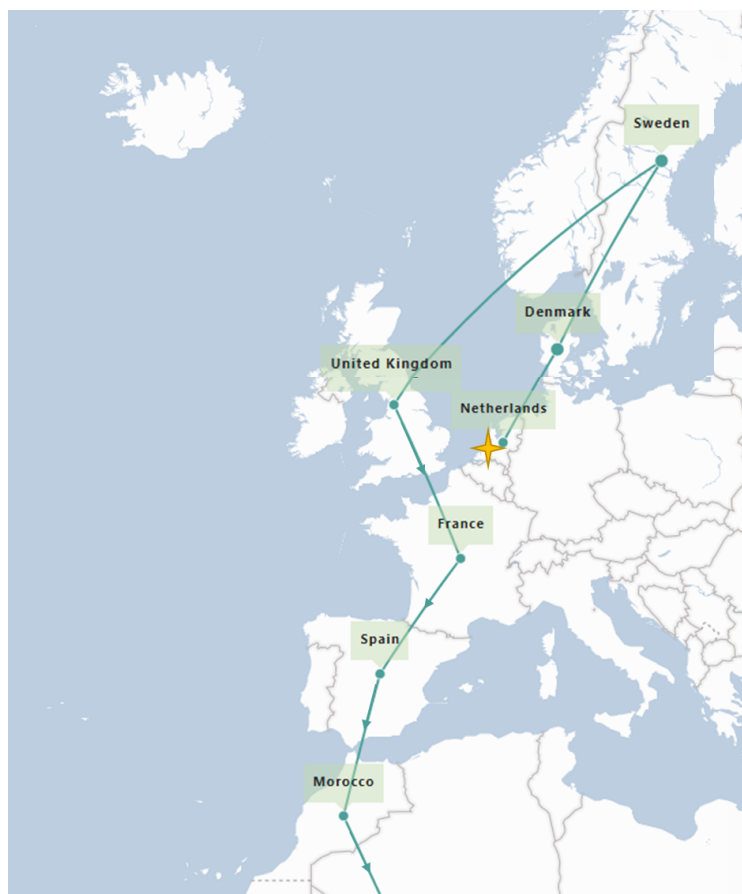 Sweden
Denmark
United Kingdom
Netherlands
France
Spain
Morocco